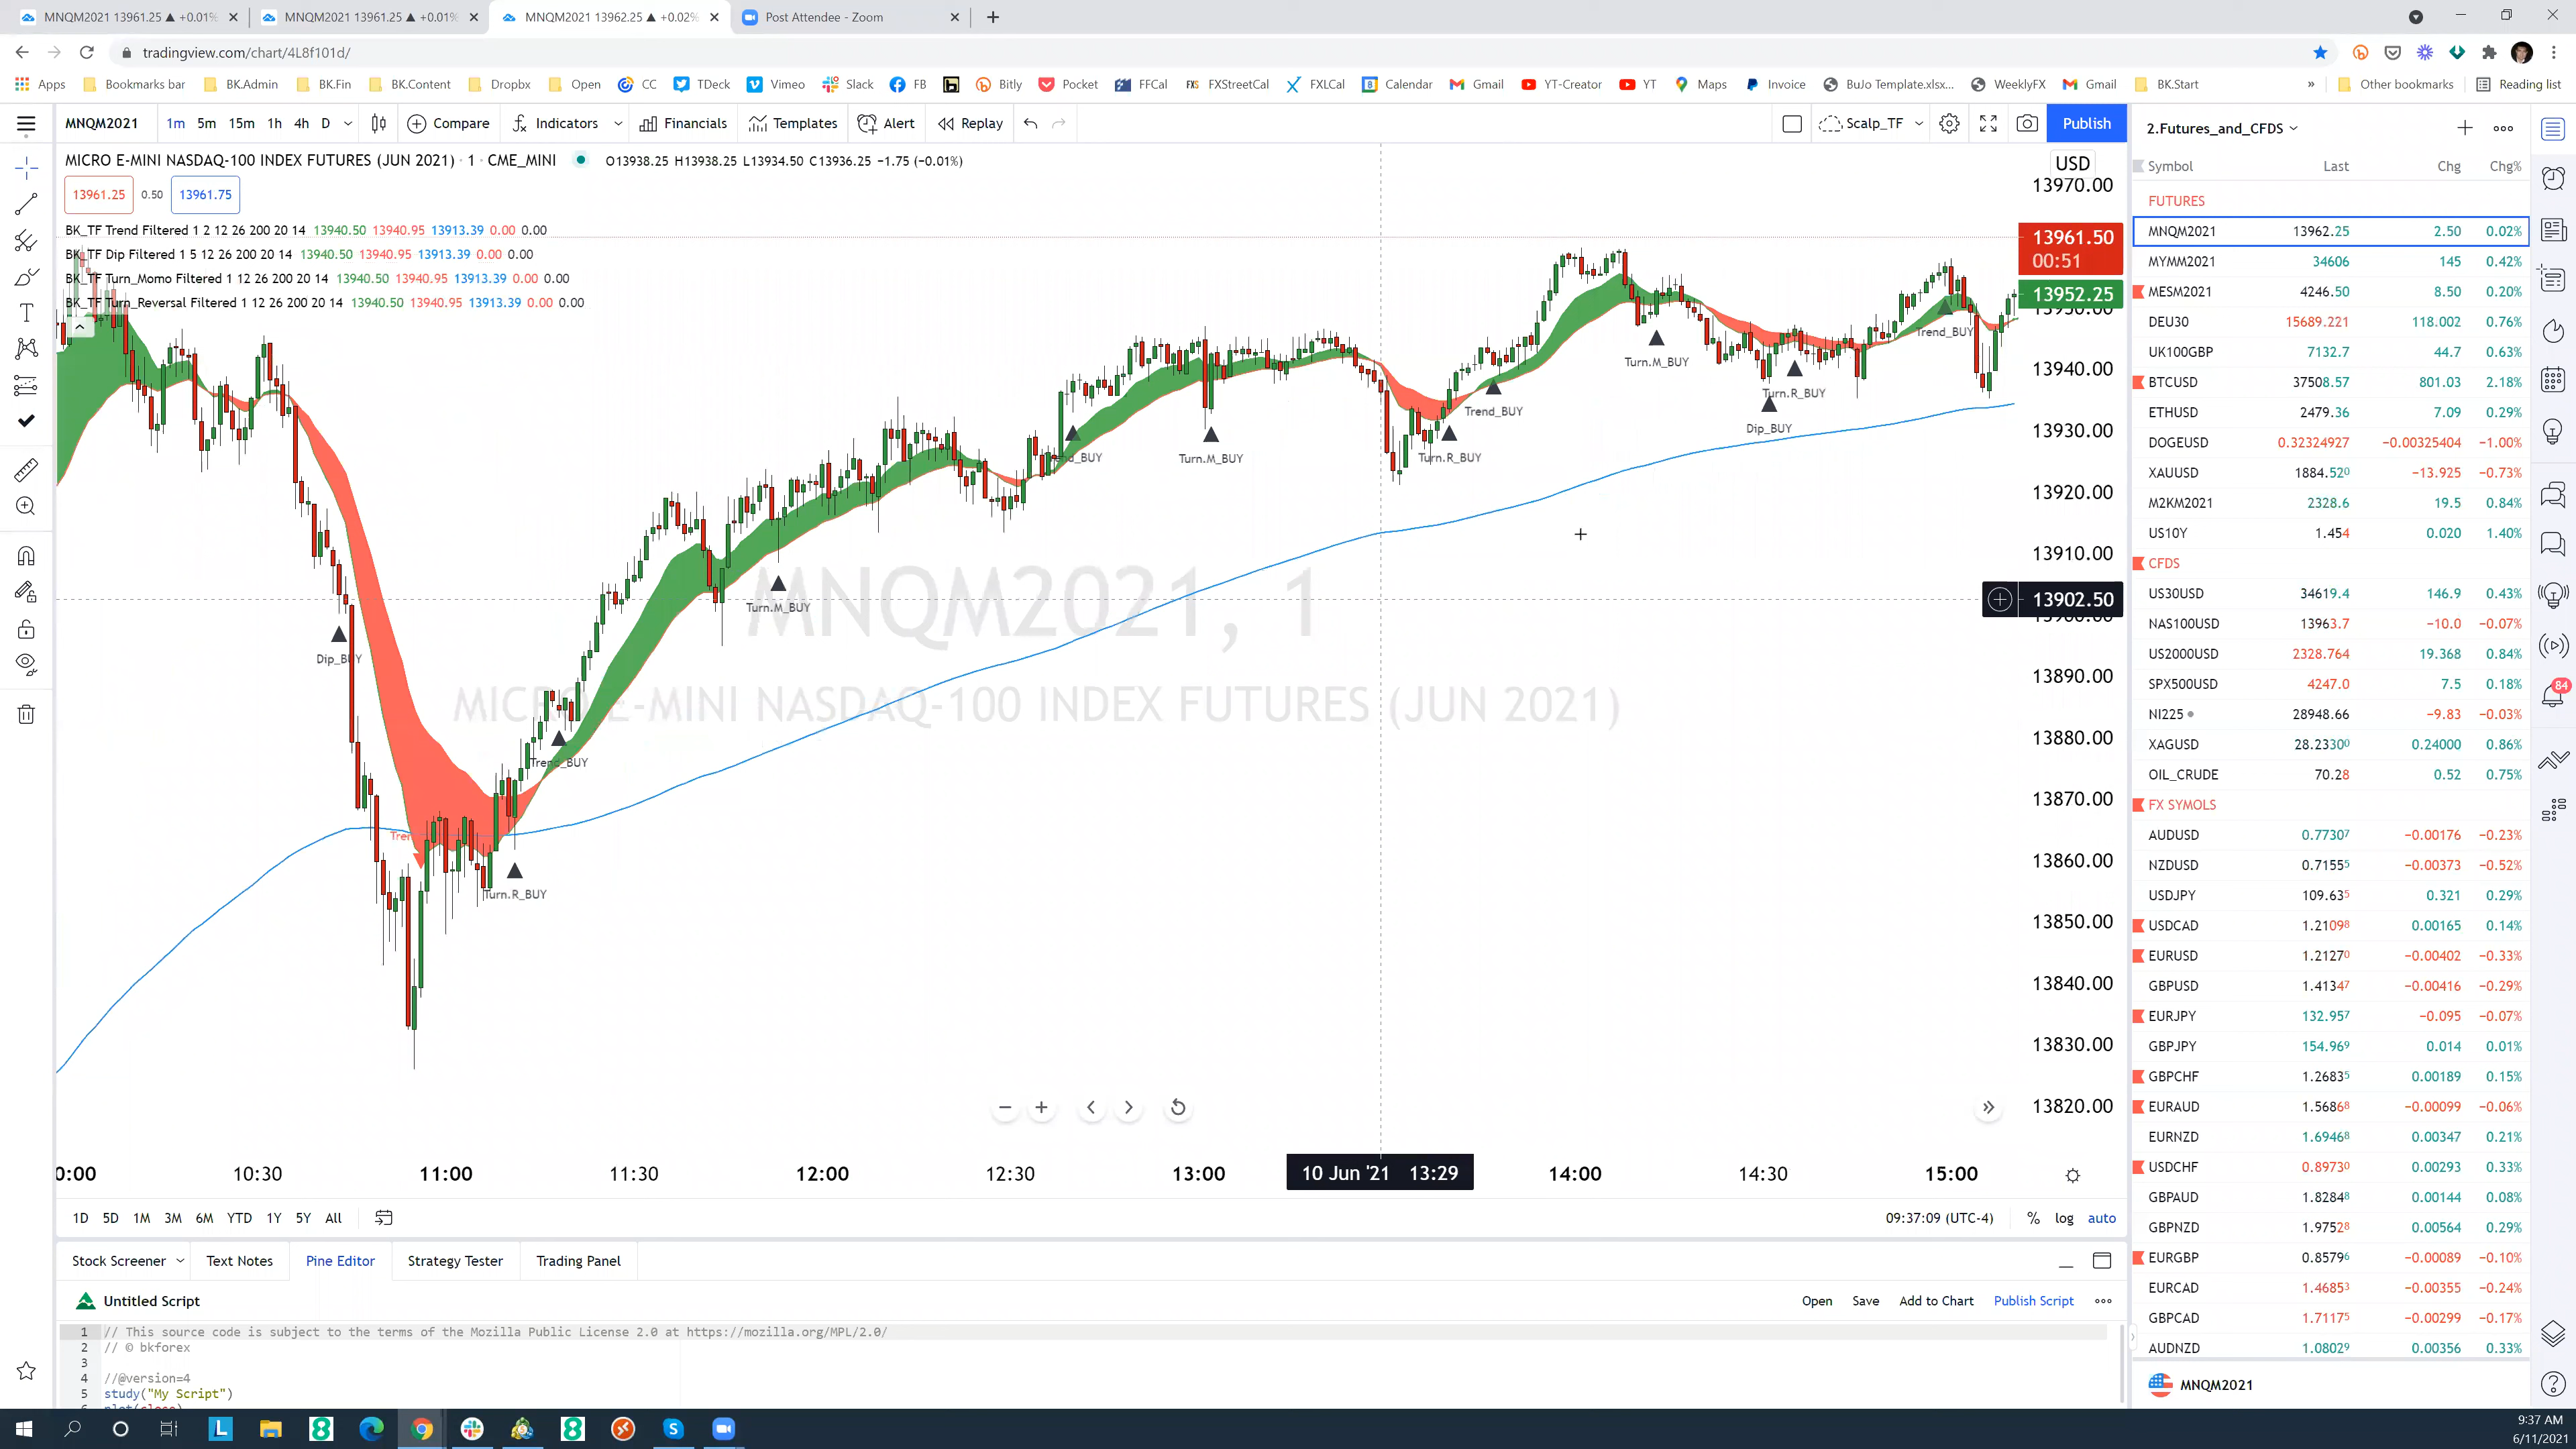 MNQM2021 13961.25 ▲ +0.01%
MNQM2021 13961.25 ▲ +0.01%
MNQM2021 13962.25 ▲ +0.02%
Post Attendee - Zoom
tradingview.com/chart/4L8f101d/
Apps Bookmarks bar BK.Admin BK.Fin BK.Content Dropbx Open CC TDeck Vimeo Slack FB Bitly Pocket FFCal FXStreetCal FXLCal Calendar Gmail YT-Creator YT Maps Invoice BuJo Template.xlsx... WeeklyFX Gmail BK.Start » Other bookmarks Reading list
MNQM2021 1m 5m 15m 1h 4h D Compare Indicators Financials Templates Alert Replay Scalp_TF Publish
MICRO E-MINI NASDAQ-100 INDEX FUTURES (JUN 2021) · 1 · CME_MINI O13938.25 H13938.25 L13934.50 C13936.25 −1.75 (−0.01%)
13961.25 0.50 13961.75
BK_TF Trend Filtered 1 2 12 26 200 20 14 13940.50 13940.95 13913.39 0.00 0.00
BK_TF Dip Filtered 1 5 12 26 200 20 14 13940.50 13940.95 13913.39 0.00 0.00
BK_TF Turn_Momo Filtered 1 12 26 200 20 14 13940.50 13940.95 13913.39 0.00 0.00
BK_TF Turn_Reversal Filtered 1 12 26 200 20 14 13940.50 13940.95 13913.39 0.00 0.00
MNQM2021, 1
MICRO E-MINI NASDAQ-100 INDEX FUTURES (JUN 2021)
Dip_BUY
Turn.R_BUY
Trend_BUY
Turn.M_BUY
Turn.M_BUY
Turn.R_BUY
Trend_BUY
Turn.M_BUY
Dip_BUY
Turn.R_BUY
Trend_BUY
USD
13970.00
13961.50
00:51
13952.25
13940.00
13930.00
13920.00
13910.00
13902.50
13890.00
13880.00
13870.00
13860.00
13850.00
13840.00
13830.00
13820.00
0:00 10:30 11:00 11:30 12:00 12:30 13:00 10 Jun '21 13:29 14:00 14:30 15:00
1D 5D 1M 3M 6M YTD 1Y 5Y All 09:37:09 (UTC-4) % log auto
Stock Screener Text Notes Pine Editor Strategy Tester Trading Panel
Untitled Script Open Save Add to Chart Publish Script
1 // This source code is subject to the terms of the Mozilla Public License 2.0 at https://mozilla.org/MPL/2.0/
2 // © bkforex
3
4 //@version=4
5 study("My Script")
2.Futures_and_CFDS
Symbol Last Chg Chg%
FUTURES
MNQM2021 13962.25 2.50 0.02%
MYMM2021 34606 145 0.42%
MESM2021 4246.50 8.50 0.20%
DEU30 15689.221 118.002 0.76%
UK100GBP 7132.7 44.7 0.63%
BTCUSD 37508.57 801.03 2.18%
ETHUSD 2479.36 7.09 0.29%
DOGEUSD 0.32324927 −0.00325404 −1.00%
XAUUSD 1884.520 −13.925 −0.73%
M2KM2021 2328.6 19.5 0.84%
US10Y 1.454 0.020 1.40%
CFDS
US30USD 34619.4 146.9 0.43%
NAS100USD 13963.7 −10.0 −0.07%
US2000USD 2328.764 19.368 0.84%
SPX500USD 4247.0 7.5 0.18%
NI225 28948.66 −9.83 −0.03%
XAGUSD 28.23300 0.24000 0.86%
OIL_CRUDE 70.28 0.52 0.75%
FX SYMOLS
AUDUSD 0.77307 −0.00176 −0.23%
NZDUSD 0.71555 −0.00373 −0.52%
USDJPY 109.635 0.321 0.29%
USDCAD 1.21098 0.00165 0.14%
EURUSD 1.21270 −0.00402 −0.33%
GBPUSD 1.41347 −0.00416 −0.29%
EURJPY 132.957 −0.095 −0.07%
GBPJPY 154.969 0.014 0.01%
GBPCHF 1.26835 0.00189 0.15%
EURAUD 1.56868 −0.00099 −0.06%
EURNZD 1.69468 0.00347 0.21%
USDCHF 0.89730 0.00293 0.33%
GBPAUD 1.82848 0.00144 0.08%
GBPNZD 1.97528 0.00564 0.29%
EURGBP 0.85796 −0.00089 −0.10%
EURCAD 1.46853 −0.00355 −0.24%
GBPCAD 1.71175 −0.00299 −0.17%
AUDNZD 1.08029 0.00356 0.33%
MNQM2021
84
9:37 AM
6/11/2021